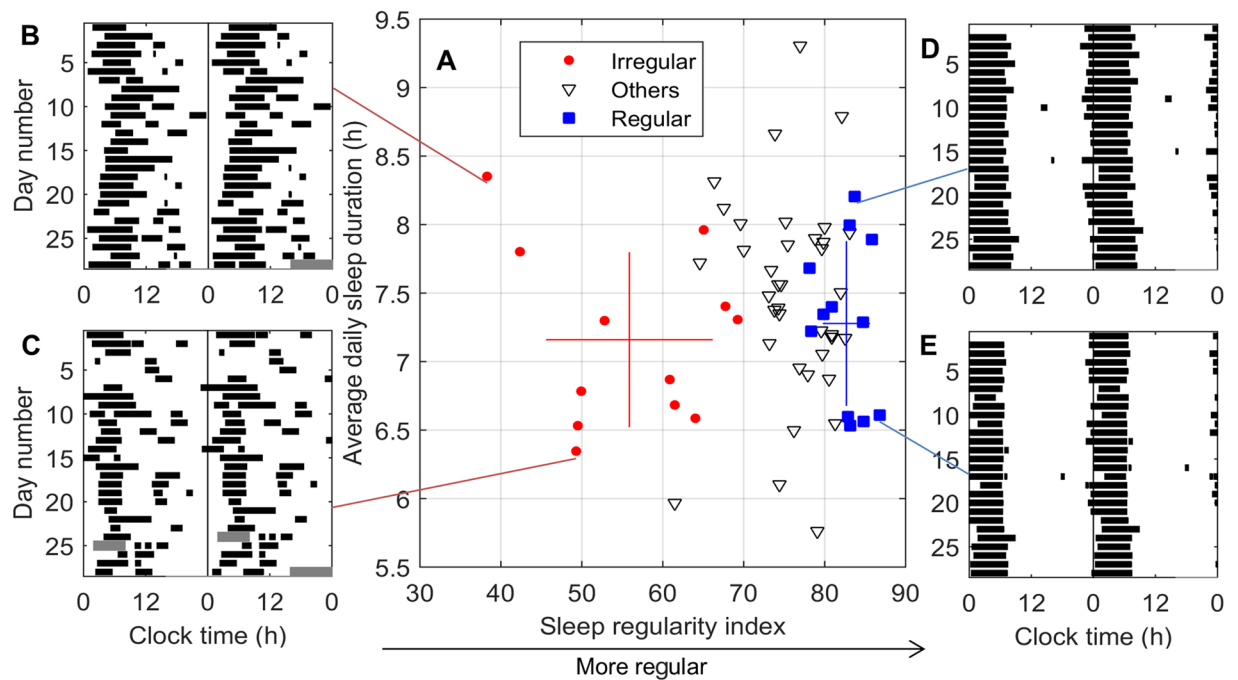 B
Day number
5
10
15
20
25
0 12 0 12 0
C
Day number
5
10
15
20
25
0 12 0 12 0
Clock time (h)
A
Irregular
Others
Regular
Average daily sleep duration (h)
9.5
9
8.5
8
7.5
7
6.5
6
5.5
30 40 50 60 70 80 90
Sleep regularity index
More regular
D
5
10
15
20
25
0 12 0 12 0
E
5
10
15
20
25
0 12 0 12 0
Clock time (h)